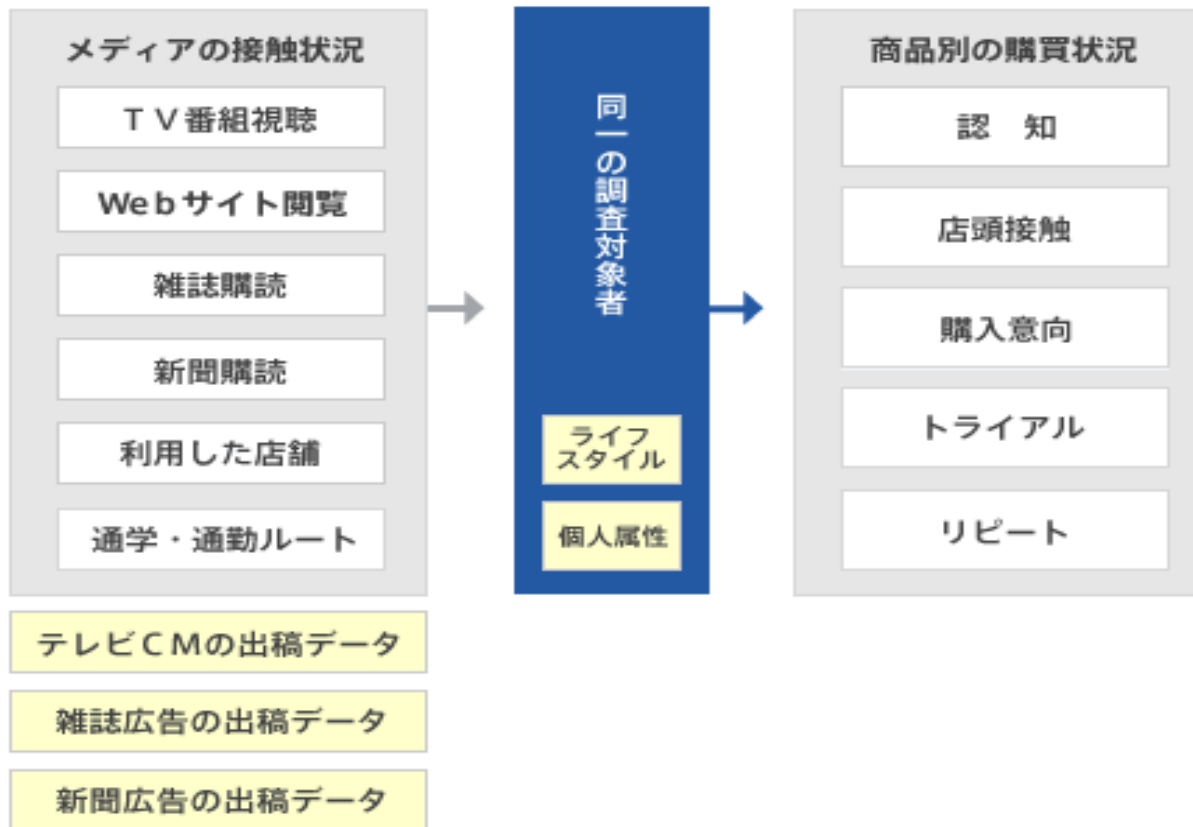 メディアの接触状況
ＴＶ番組視聴
Webサイト閲覧
雑誌購読
新聞購読
利用した店舗
通学・通勤ルート
テレビCMの出稿データ
雑誌広告の出稿データ
新聞広告の出稿データ
同一の調査対象者
ライフ
スタイル
個人属性
商品別の購買状況
認　知
店頭接触
購入意向
トライアル
リピート